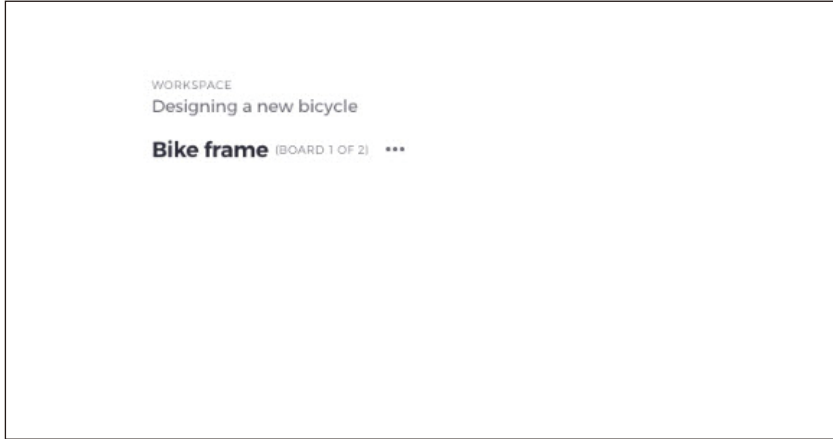 WORKSPACE
Designing a new bicycle
Bike frame (BOARD 1 OF 2) •••